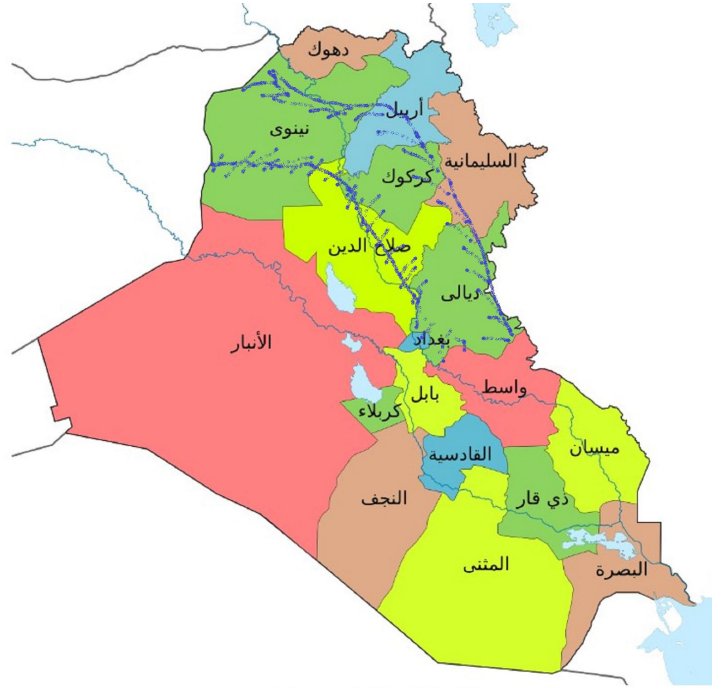 دهوك
أربيل
نينوى
السليمانية
كركوك
صلاح الدين
ديالى
بغداد
الأنبار
واسط
بابل
كربلاء
ميسان
القادسية
النجف
ذي قار
المثنى
البصرة